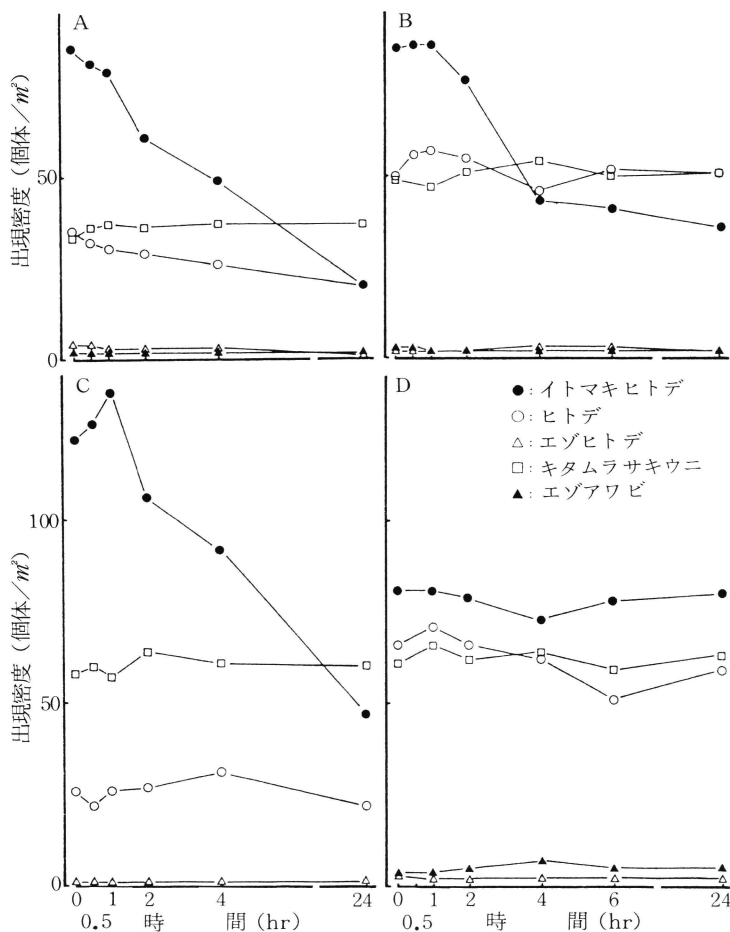 A
B
出現密度 (個体/m²)
50
0
C
D
●:イトマキヒトデ
○:ヒトデ
△:エゾヒトデ
□:キタムラサキウニ
▲:エゾアワビ
出現密度 (個体/m²)
100
50
0
0 1 2 4 24 0 1 2 4 6 24
0.5 時 間 (hr) 0.5 時 間 (hr)